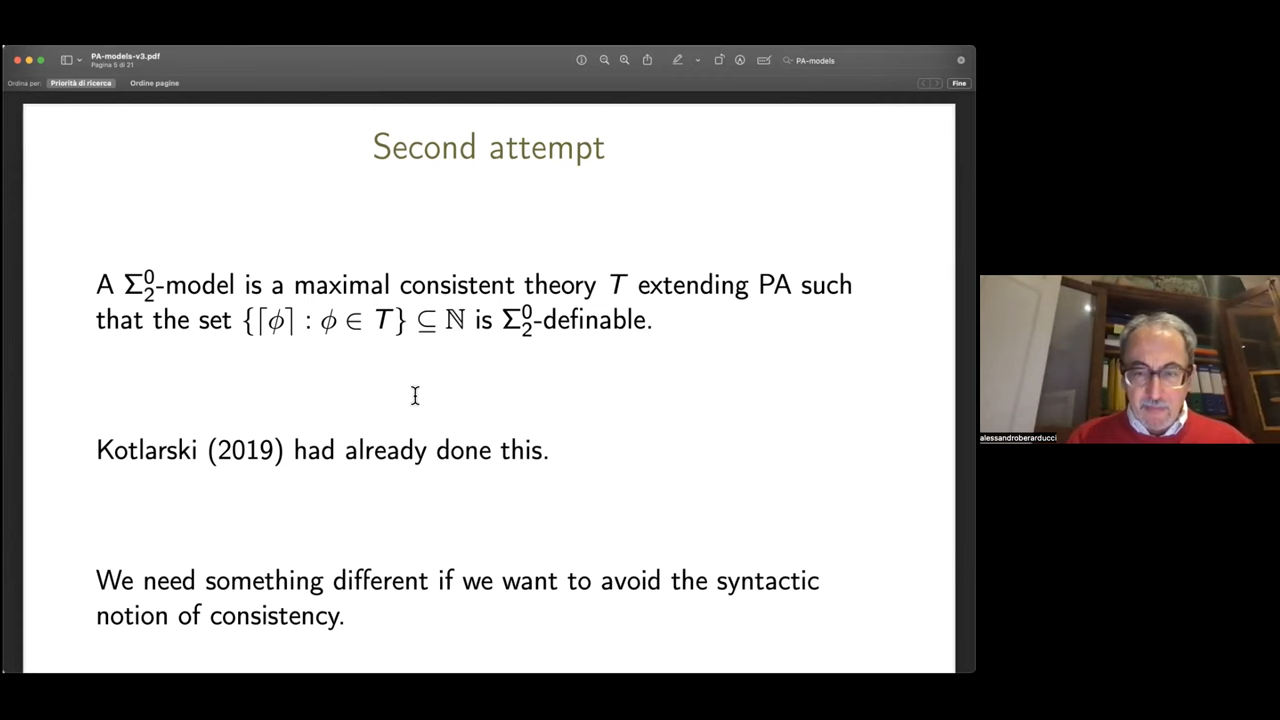 PA-models-v3.pdf
Pagina 5 di 21
PA-models
Ordina per: Priorità di ricerca Ordine pagine
Fine
Second attempt
A Σ⁰₂-model is a maximal consistent theory T extending PA such
that the set {⌈ϕ⌉ : ϕ ∈ T} ⊆ ℕ is Σ⁰₂-definable.
Kotlarski (2019) had already done this.
We need something different if we want to avoid the syntactic
notion of consistency.
alessandroberarducci